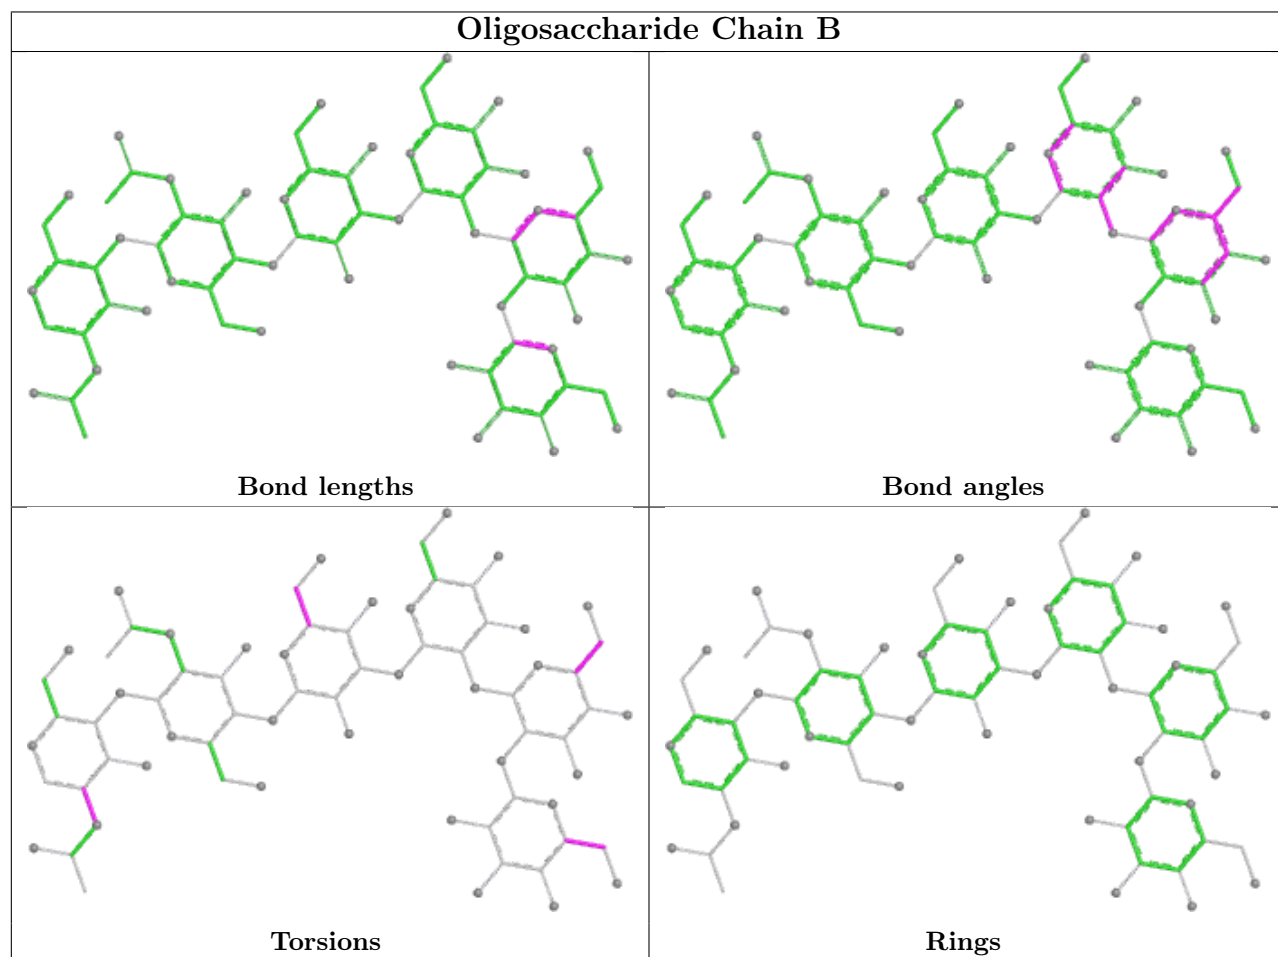 Oligosaccharide Chain B
Bond lengths
Bond angles
Torsions
Rings